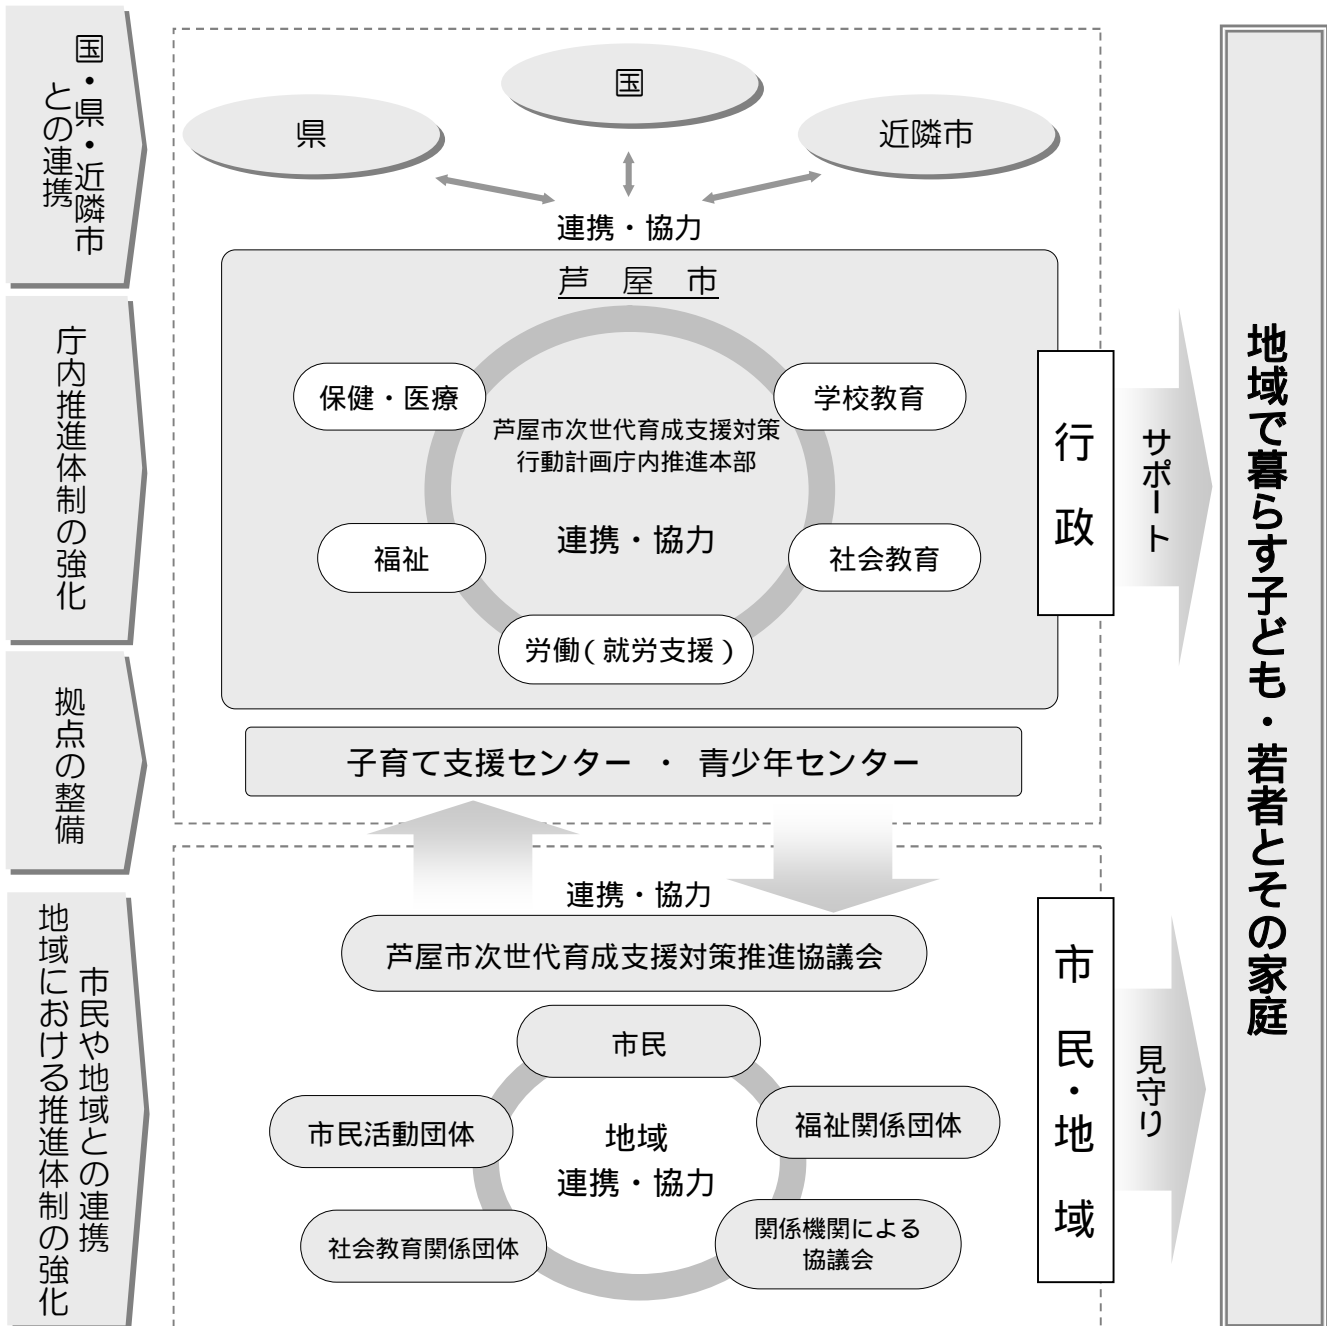 国・県・近隣市
との連携
県
国
近隣市
連携・協力
芦　屋　市
庁内推進体制の強化
保健・医療
学校教育
芦屋市次世代育成支援対策
行動計画庁内推進本部
連携・協力
福祉
社会教育
労働(就労支援)
行政
サポート
拠点の整備
子育て支援センター ・ 青少年センター
連携・協力
芦屋市次世代育成支援対策推進協議会
市民や地域との連携
地域における推進体制の強化
市民
市民活動団体
福祉関係団体
地域
連携・協力
社会教育関係団体
関係機関による
協議会
市民・地域
見守り
地域で暮らす子ども・若者とその家庭